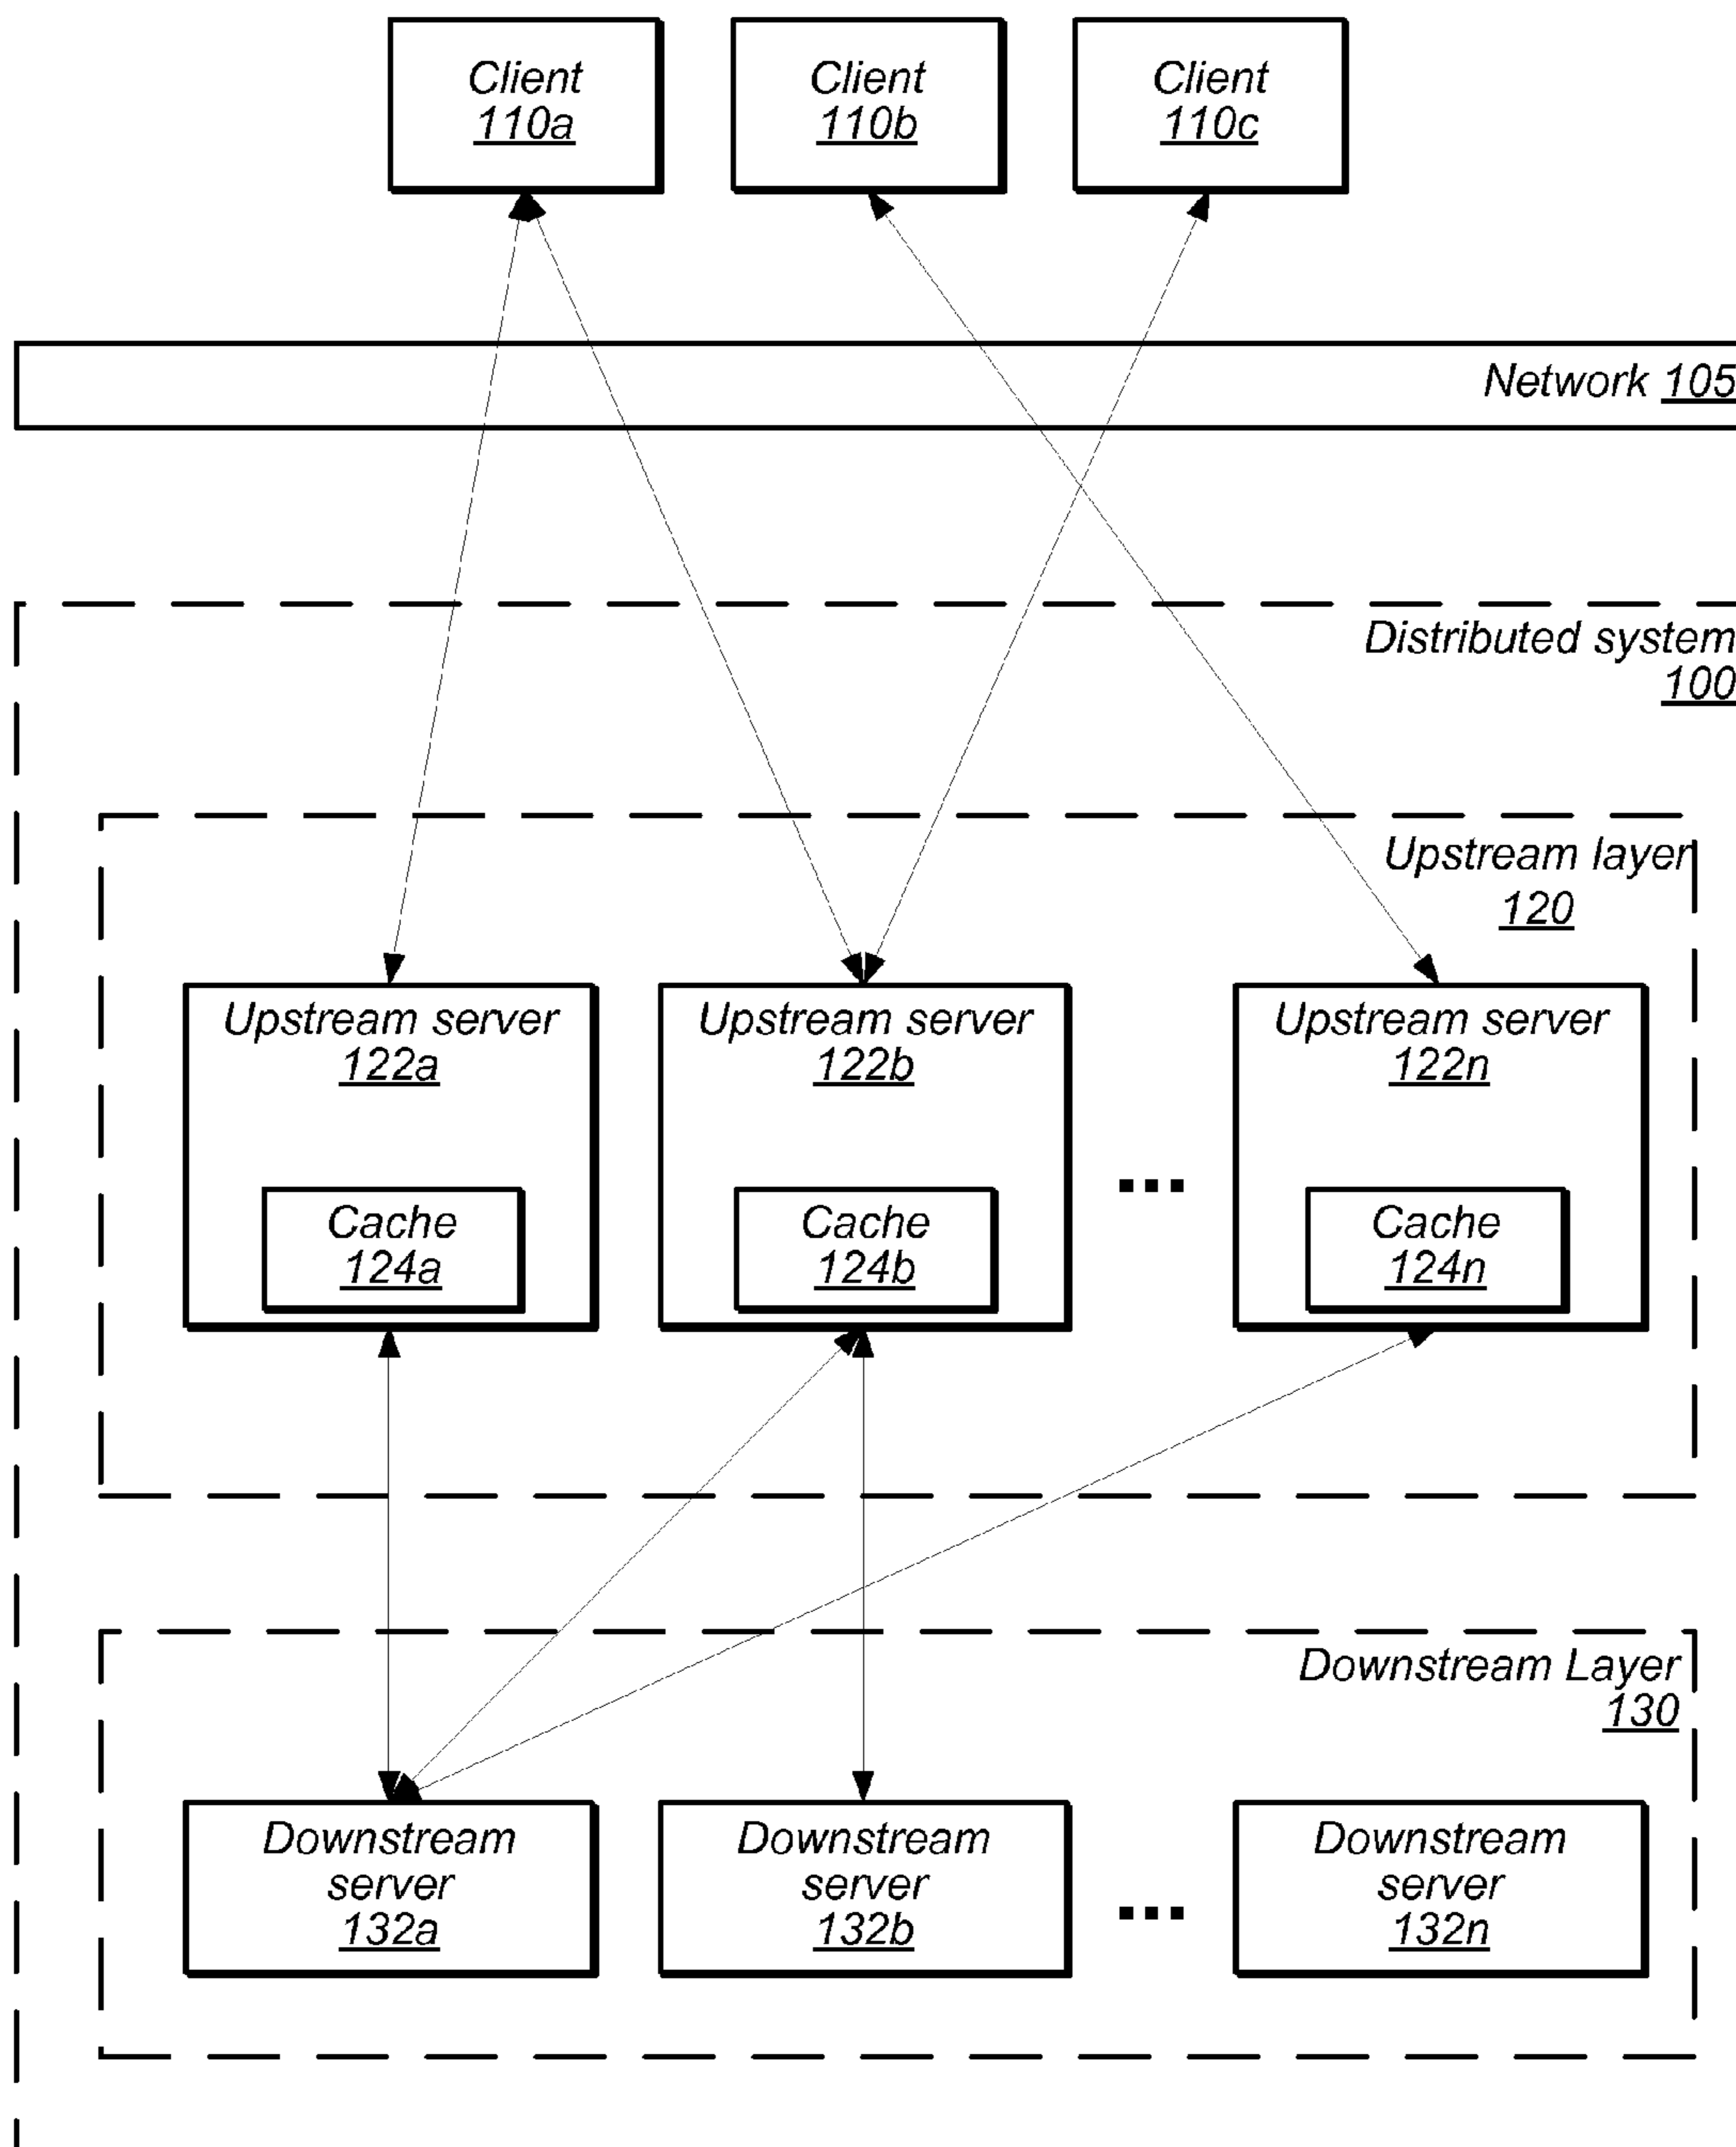 Client
110a
Client
110b
Client
110c
Network 105
Distributed system
100
Upstream layer
120
Upstream server
122a
Upstream server
122b
Upstream server
122n
...
Cache
124a
Cache
124b
Cache
124n
Downstream Layer
130
Downstream
server
132a
Downstream
server
132b
...
Downstream
server
132n